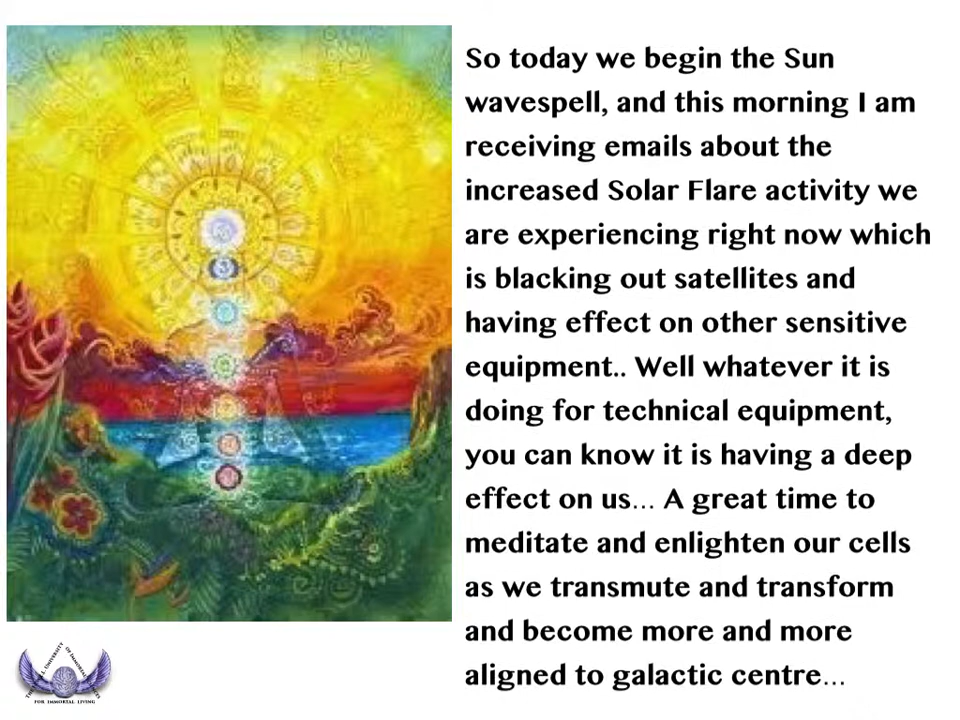 So today we begin the Sun
wavespell, and this morning I am
receiving emails about the
increased Solar Flare activity we
are experiencing right now which
is blacking out satellites and
having effect on other sensitive
equipment.. Well whatever it is
doing for technical equipment,
you can know it is having a deep
effect on us... A great time to
meditate and enlighten our cells
as we transmute and transform
and become more and more
aligned to galactic centre...
FOR IMMORTAL LIVING